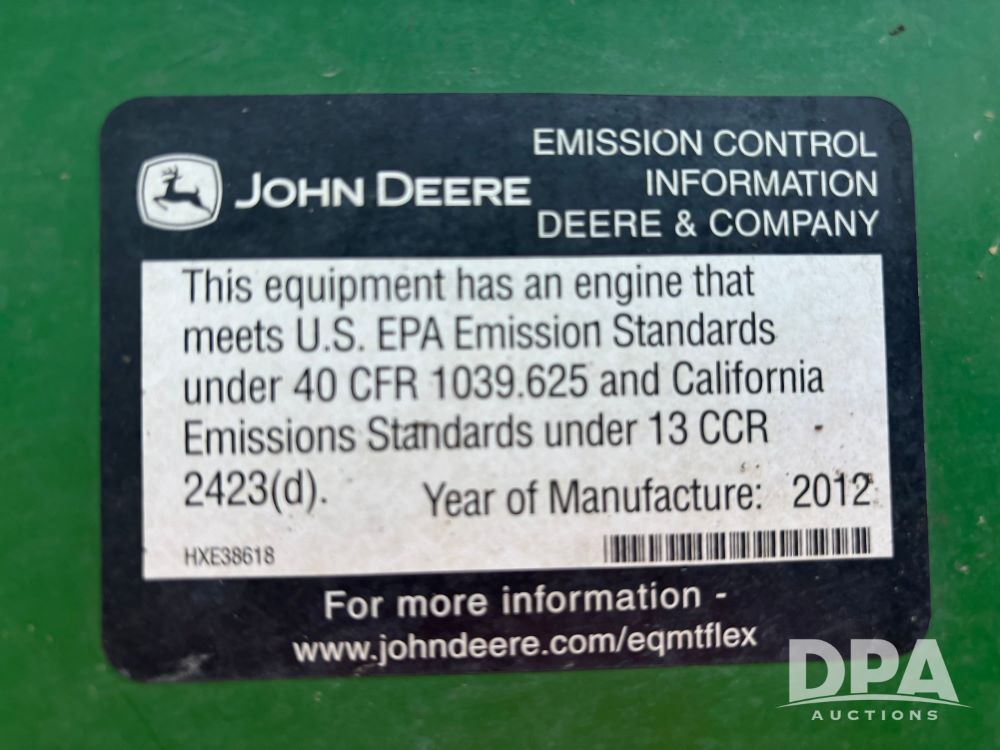 JOHN DEERE
EMISSION CONTROL
INFORMATION
DEERE & COMPANY
This equipment has an engine that
meets U.S. EPA Emission Standards
under 40 CFR 1039.625 and California
Emissions Standards under 13 CCR
2423(d).
Year of Manufacture: 2012
HXE38618
For more information -
www.johndeere.com/eqmtflex
DPA
AUCTIONS